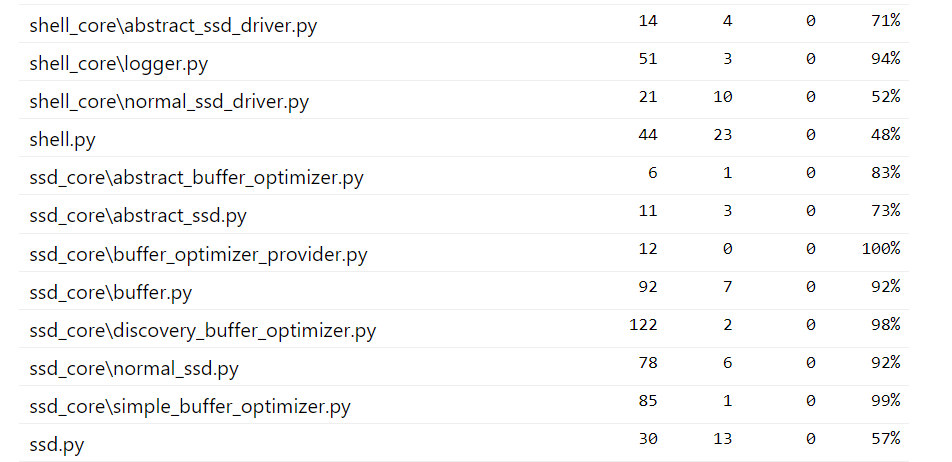 shell_core\abstract_ssd_driver.py 14 4 0 71%
shell_core\logger.py 51 3 0 94%
shell_core\normal_ssd_driver.py 21 10 0 52%
shell.py 44 23 0 48%
ssd_core\abstract_buffer_optimizer.py 6 1 0 83%
ssd_core\abstract_ssd.py 11 3 0 73%
ssd_core\buffer_optimizer_provider.py 12 0 0 100%
ssd_core\buffer.py 92 7 0 92%
ssd_core\discovery_buffer_optimizer.py 122 2 0 98%
ssd_core\normal_ssd.py 78 6 0 92%
ssd_core\simple_buffer_optimizer.py 85 1 0 99%
ssd.py 30 13 0 57%